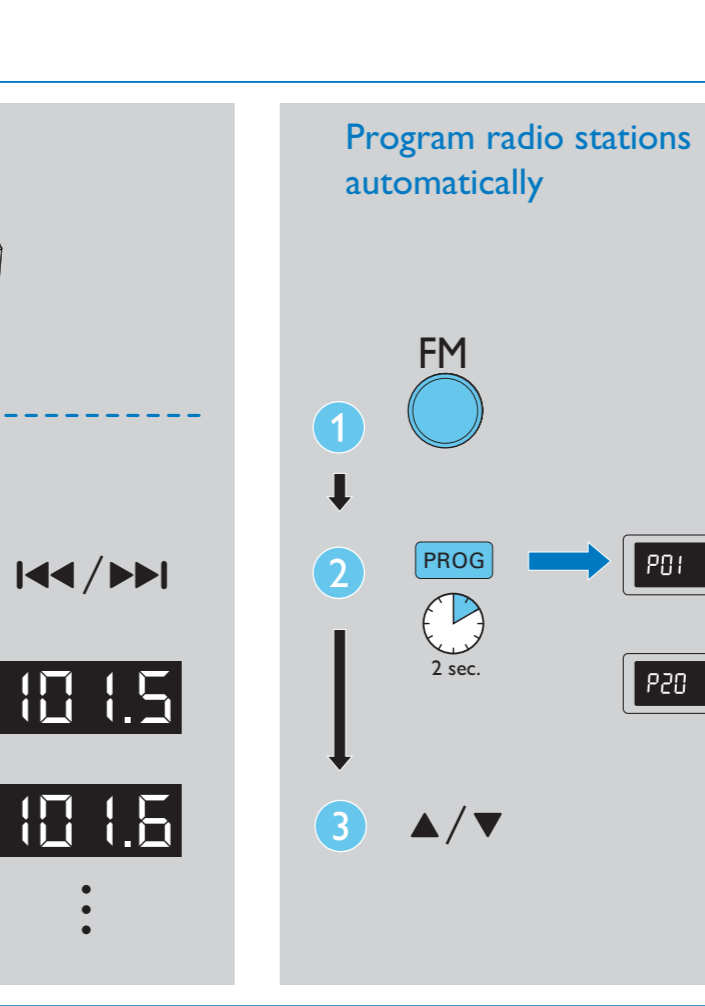 101.5
101.6
Program radio stations
automatically
FM
1
2
PROG
P01
2 sec.
P20
3